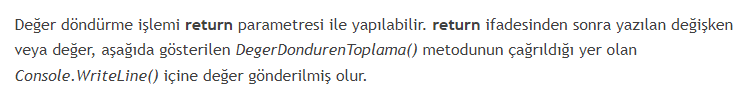 Değer döndürme işlemi return parametresi ile yapılabilir. return ifadesinden sonra yazılan değişken
veya değer, aşağıda gösterilen DegerDondurenToplama() metodunun çağrıldığı yer olan
Console.WriteLine() içine değer gönderilmiş olur.